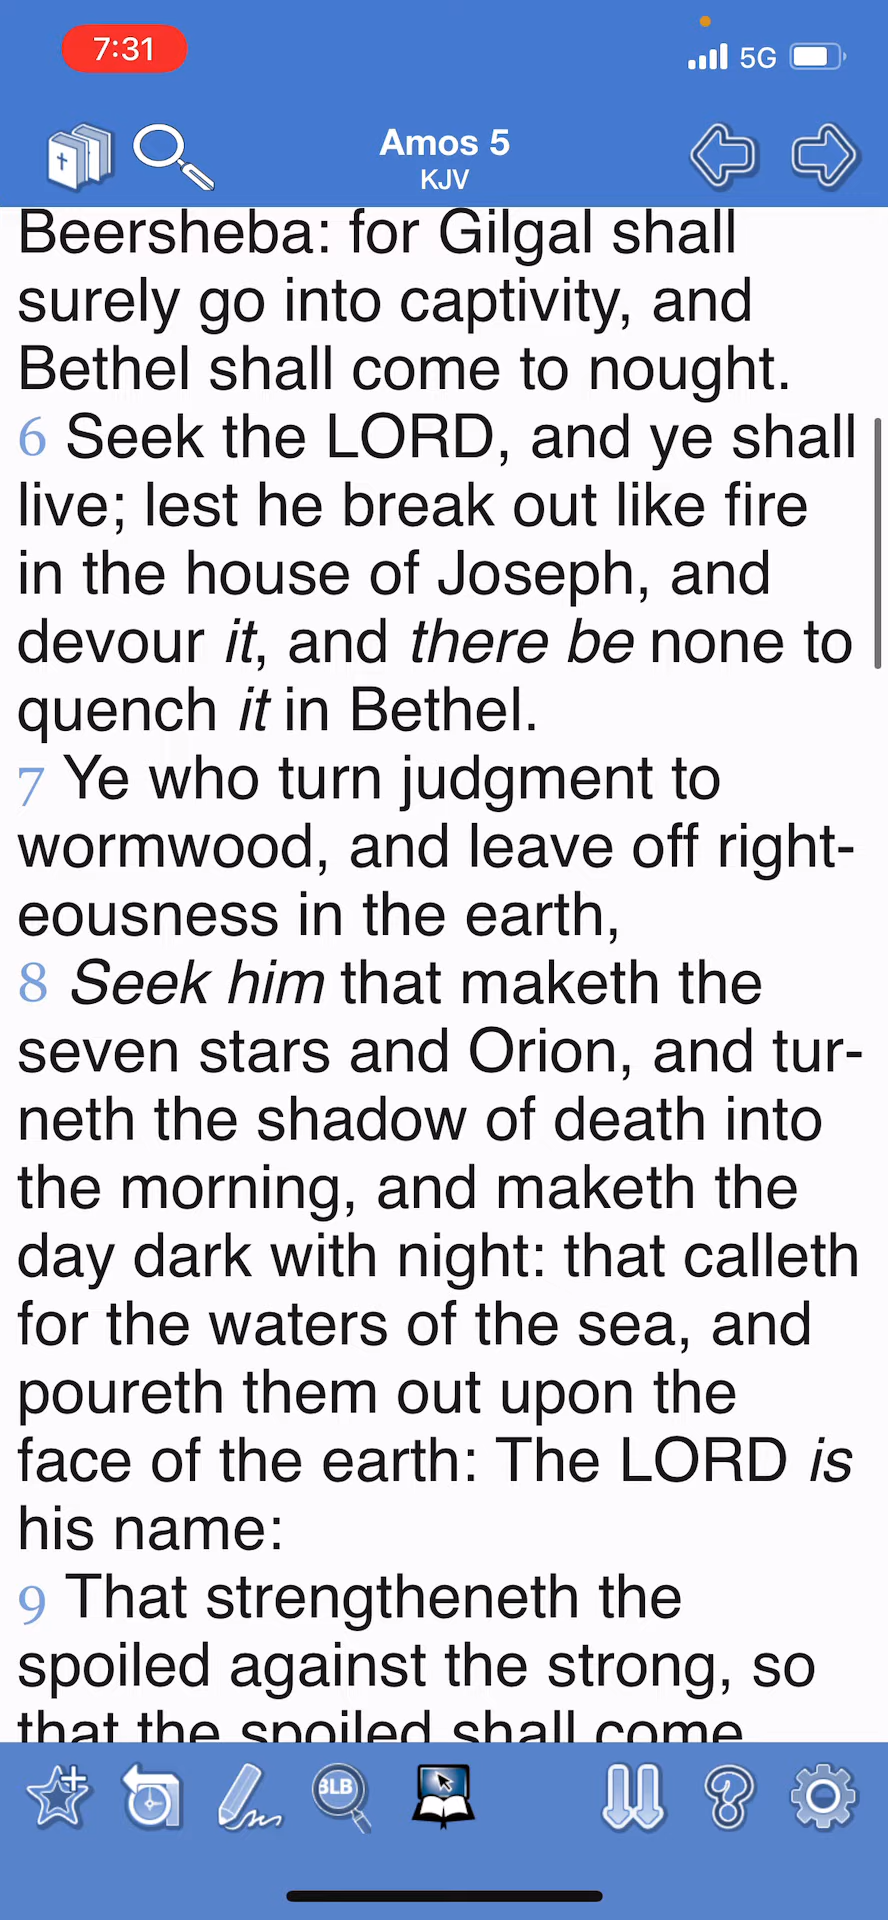 7:31
5G
Amos 5
KJV
Beersheba: for Gilgal shall
surely go into captivity, and
Bethel shall come to nought.
6 Seek the LORD, and ye shall
live; lest he break out like fire
in the house of Joseph, and
devour it, and there be none to
quench it in Bethel.
7 Ye who turn judgment to
wormwood, and leave off right-
eousness in the earth,
8 Seek him that maketh the
seven stars and Orion, and tur-
neth the shadow of death into
the morning, and maketh the
day dark with night: that calleth
for the waters of the sea, and
poureth them out upon the
face of the earth: The LORD is
his name:
9 That strengtheneth the
spoiled against the strong, so
that the spoiled shall come
BLB